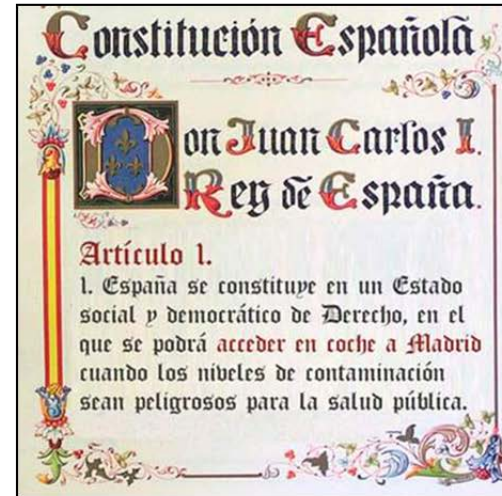 Constitución Española
Don Juan Carlos I.
Rey de España.
Artículo 1.
1. España se constituye en un Estado
social y democrático de Derecho, en el
que se podrá acceder en coche a Madrid
cuando los niveles de contaminación
sean peligrosos para la salud pública.